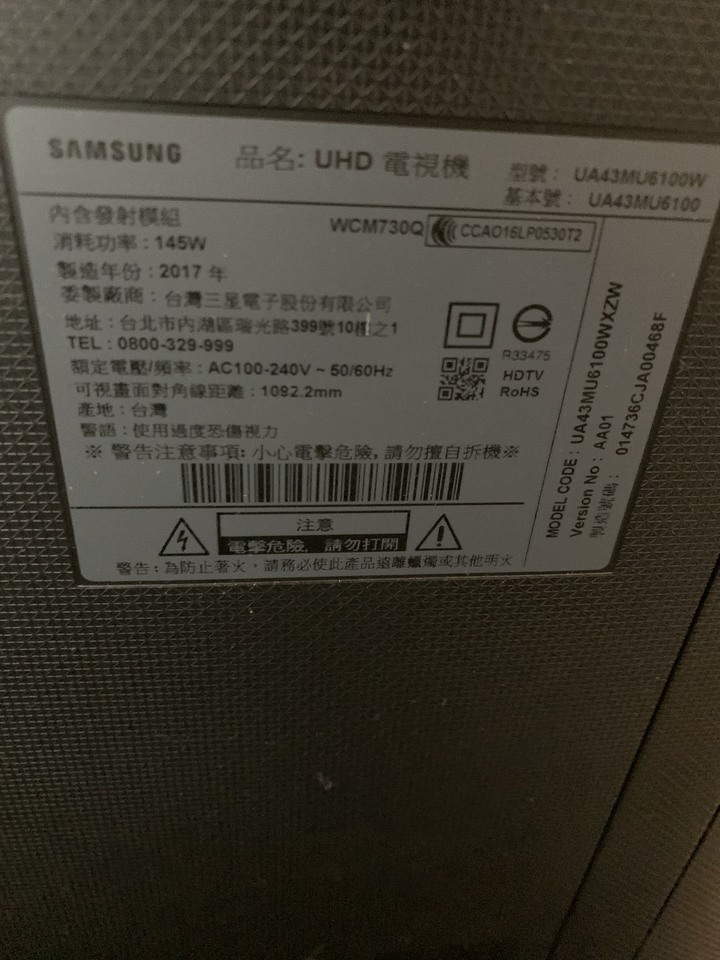 SAMSUNG 品名: UHD 電視機
型號: UA43MU6100W
基本號: UA43MU6100
內含發射模組 WCM730Q CCAO16LP0530T2
消耗功率:145W
製造年份:2017 年
委製廠商:台灣三星電子股份有限公司
地址:台北市內湖區瑞光路399號10樓之1
TEL:0800-329-999
額定電壓/頻率:AC100-240V ~ 50/60Hz
可視畫面對角線距離:1092.2mm
產地:台灣
警語:使用過度恐傷視力
※ 警告注意事項: 小心電擊危險, 請勿擅自拆機※
R33475
HDTV
RoHS
注意
電擊危險, 請勿打開
警告:為防止著火, 請務必使此產品遠離蠟燭或其他明火
MODEL CODE: UA43MU6100WXZW
Version No: AA01
製造號碼: 014736CJA00468F